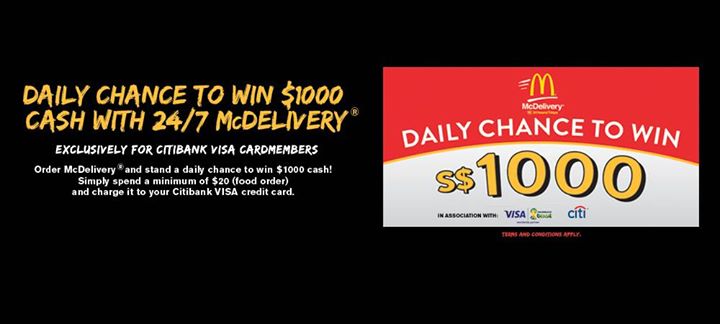 DAILY CHANCE TO WIN $1000
CASH WITH 24/7 McDELIVERY®
EXCLUSIVELY FOR CITIBANK VISA CARDMEMBERS
Order McDelivery® and stand a daily chance to win $1000 cash!
Simply spend a minimum of $20 (food order)
and charge it to your Citibank VISA credit card.
McDelivery
DAILY CHANCE TO WIN
S$1000
IN ASSOCIATION WITH: VISA citi
TERMS AND CONDITIONS APPLY.